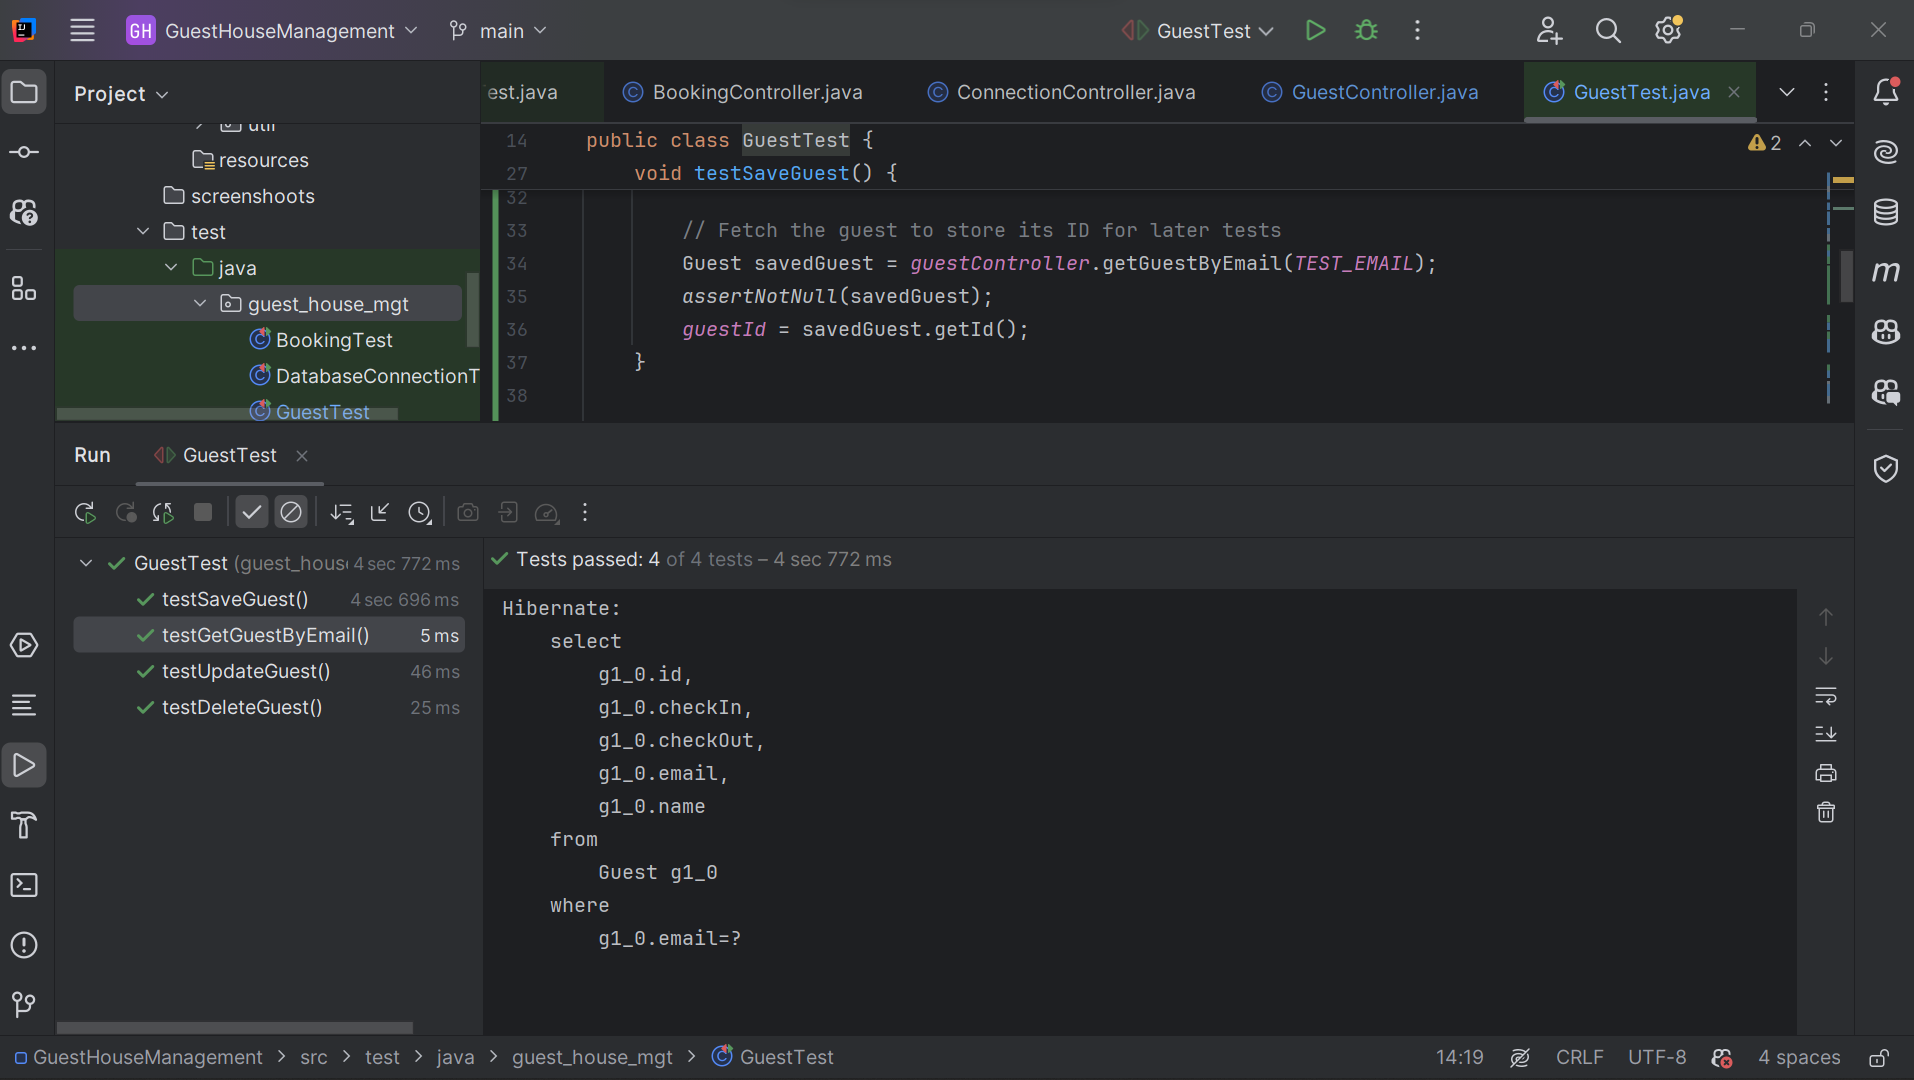 GH GuestHouseManagement main GuestTest
Project
est.java BookingController.java ConnectionController.java GuestController.java GuestTest.java
util
resources
screenshoots
test
java
guest_house_mgt
BookingTest
DatabaseConnectionT
GuestTest
14 public class GuestTest { 2
27 void testSaveGuest() {
32
33 // Fetch the guest to store its ID for later tests
34 Guest savedGuest = guestController.getGuestByEmail(TEST_EMAIL);
35 assertNotNull(savedGuest);
36 guestId = savedGuest.getId();
37 }
38
Run GuestTest
GuestTest (guest_hous 4 sec 772 ms
testSaveGuest() 4 sec 696 ms
testGetGuestByEmail() 5 ms
testUpdateGuest() 46 ms
testDeleteGuest() 25 ms
Tests passed: 4 of 4 tests – 4 sec 772 ms
Hibernate:
select
g1_0.id,
g1_0.checkIn,
g1_0.checkOut,
g1_0.email,
g1_0.name
from
Guest g1_0
where
g1_0.email=?
GuestHouseManagement > src > test > java > guest_house_mgt > GuestTest 14:19 CRLF UTF-8 4 spaces